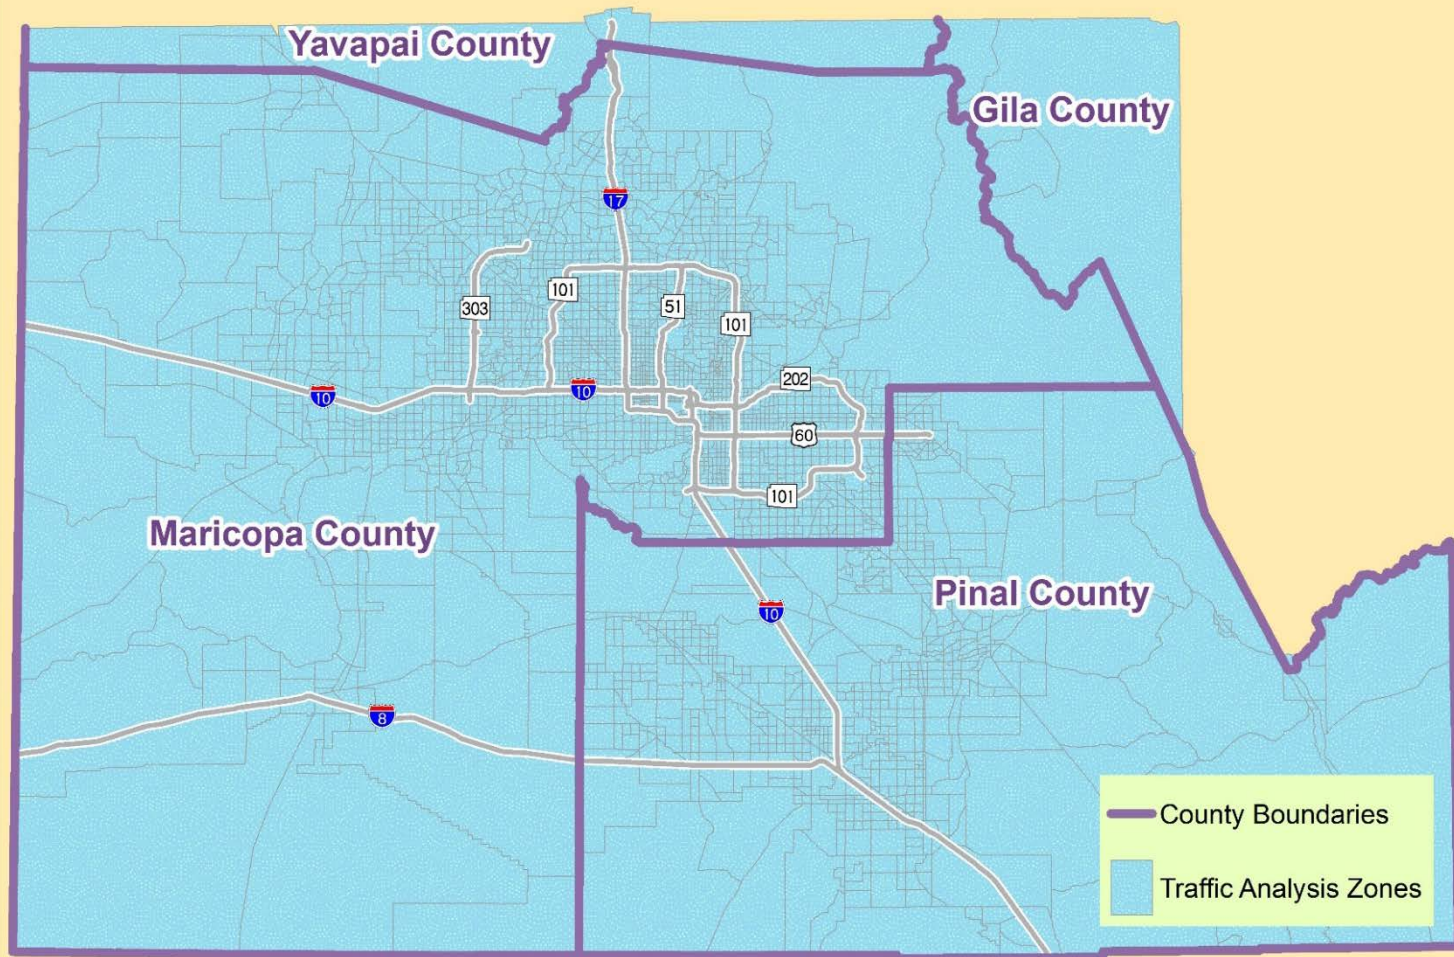 Yavapai County
Gila County
17
101
303
51
101
10
10
202
60
101
Maricopa County
Pinal County
10
8
County Boundaries
Traffic Analysis Zones